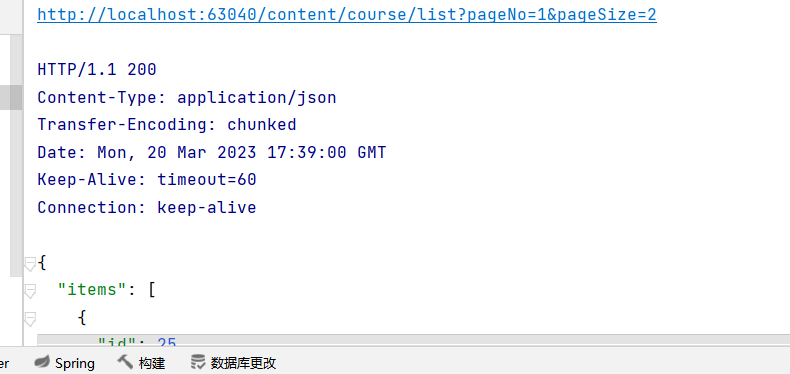 http://localhost:63040/content/course/list?pageNo=1&pageSize=2
HTTP/1.1 200
Content-Type: application/json
Transfer-Encoding: chunked
Date: Mon, 20 Mar 2023 17:39:00 GMT
Keep-Alive: timeout=60
Connection: keep-alive
{
"items": [
{
"id": 25
er Spring 构建 数据库更改